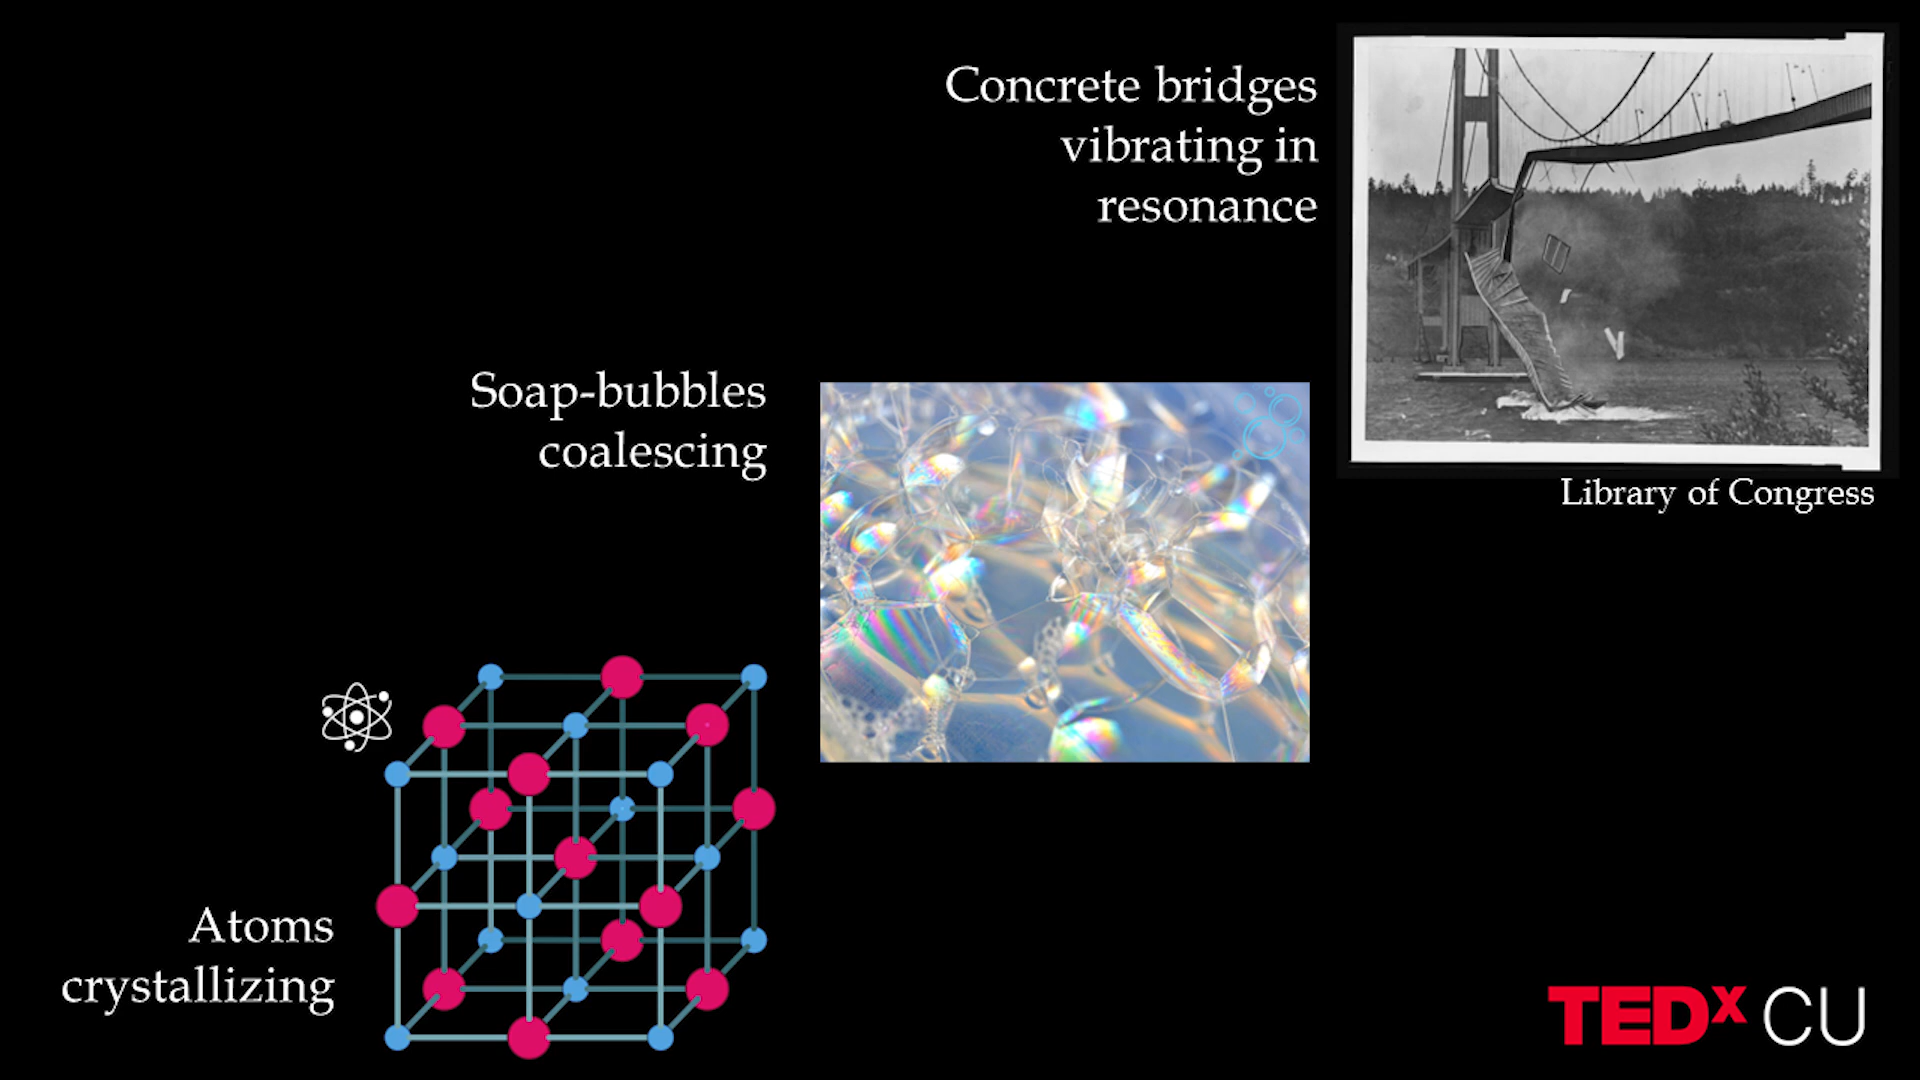 Concrete bridges
vibrating in
resonance
Library of Congress
Soap-bubbles
coalescing
Atoms
crystallizing
TEDx CU